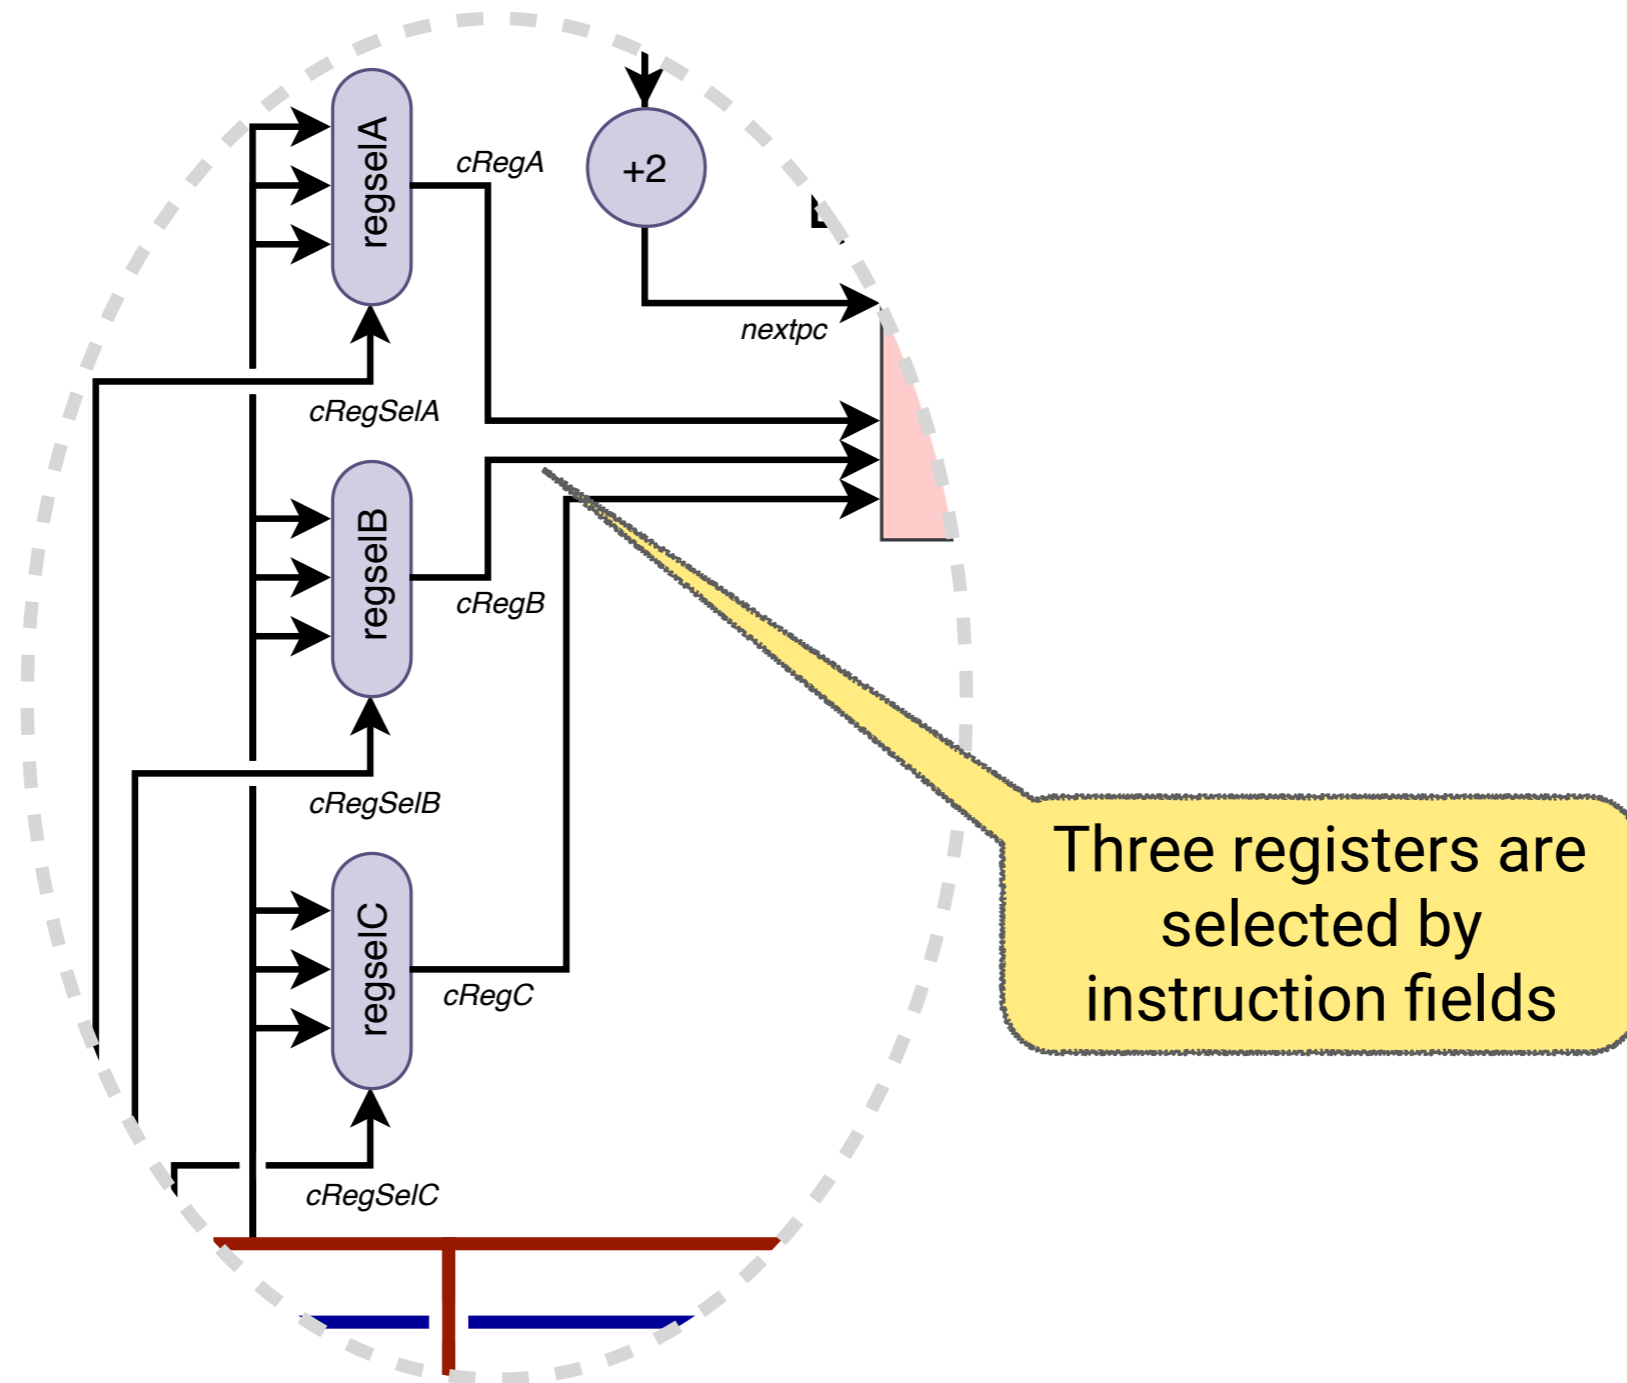 regselA
cRegA
+2
nextpc
cRegSelA
regselB
cRegB
cRegSelB
regselC
cRegC
cRegSelC
Three registers are
selected by
instruction fields